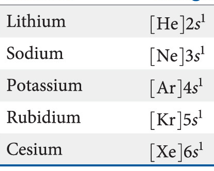 Lithium [He]2s¹
Sodium [Ne]3s¹
Potassium [Ar]4s¹
Rubidium [Kr]5s¹
Cesium [Xe]6s¹